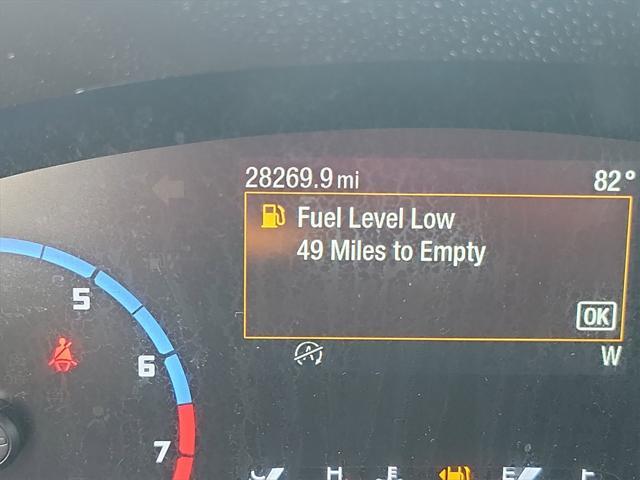 28269.9 mi 82°
Fuel Level Low
49 Miles to Empty
OK
W
5
6
7
C H E F